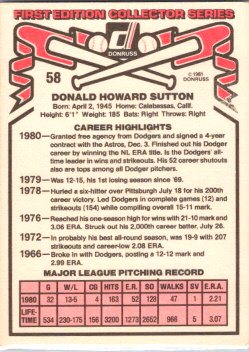 FIRST EDITION COLLECTOR SERIES
DONRUSS
58
© 1981
DONRUSS
DONALD HOWARD SUTTON
Born: April 2, 1945 Home: Calabassas, Calif.
Height: 6'1" Weight: 185 Bats: Right Throws: Right
CAREER HIGHLIGHTS
1980— Granted free agency from Dodgers and signed a 4-year
contract with the Astros, Dec. 3. Finished out his Dodger
career by winning the NL ERA title. Is the Dodger all-time
leader in wins and strikeouts. His 52 career shutouts
also are tops among all Dodger pitchers.
1979— Was 12-15, his 1st losing season since '69.
1978— Hurled a six-hitter over Pittsburgh July 18 for his 200th
career victory. Led Dodgers in complete games (12) and
strikeouts (154) while compiling overall 15-11 mark.
1976— Reached his one-season high for wins with 21-10 mark and
3.06 ERA. Struck out his 2,000th career batter, July 26.
1972— In probably his best all-round season, was 19-9 with 207
strikeouts and career-low 2.08 ERA.
1966— Broke in with Dodgers, posting a 12-12 mark and
2.99 ERA.
MAJOR LEAGUE PITCHING RECORD
G W/L CG HITS E.R. SO WALKS SV E.R.A.
1980 32 13-5 4 163 52 128 47 1 2.21
LIFE-
TIME 534 230-175 156 3200 1273 2652 966 5 3.07